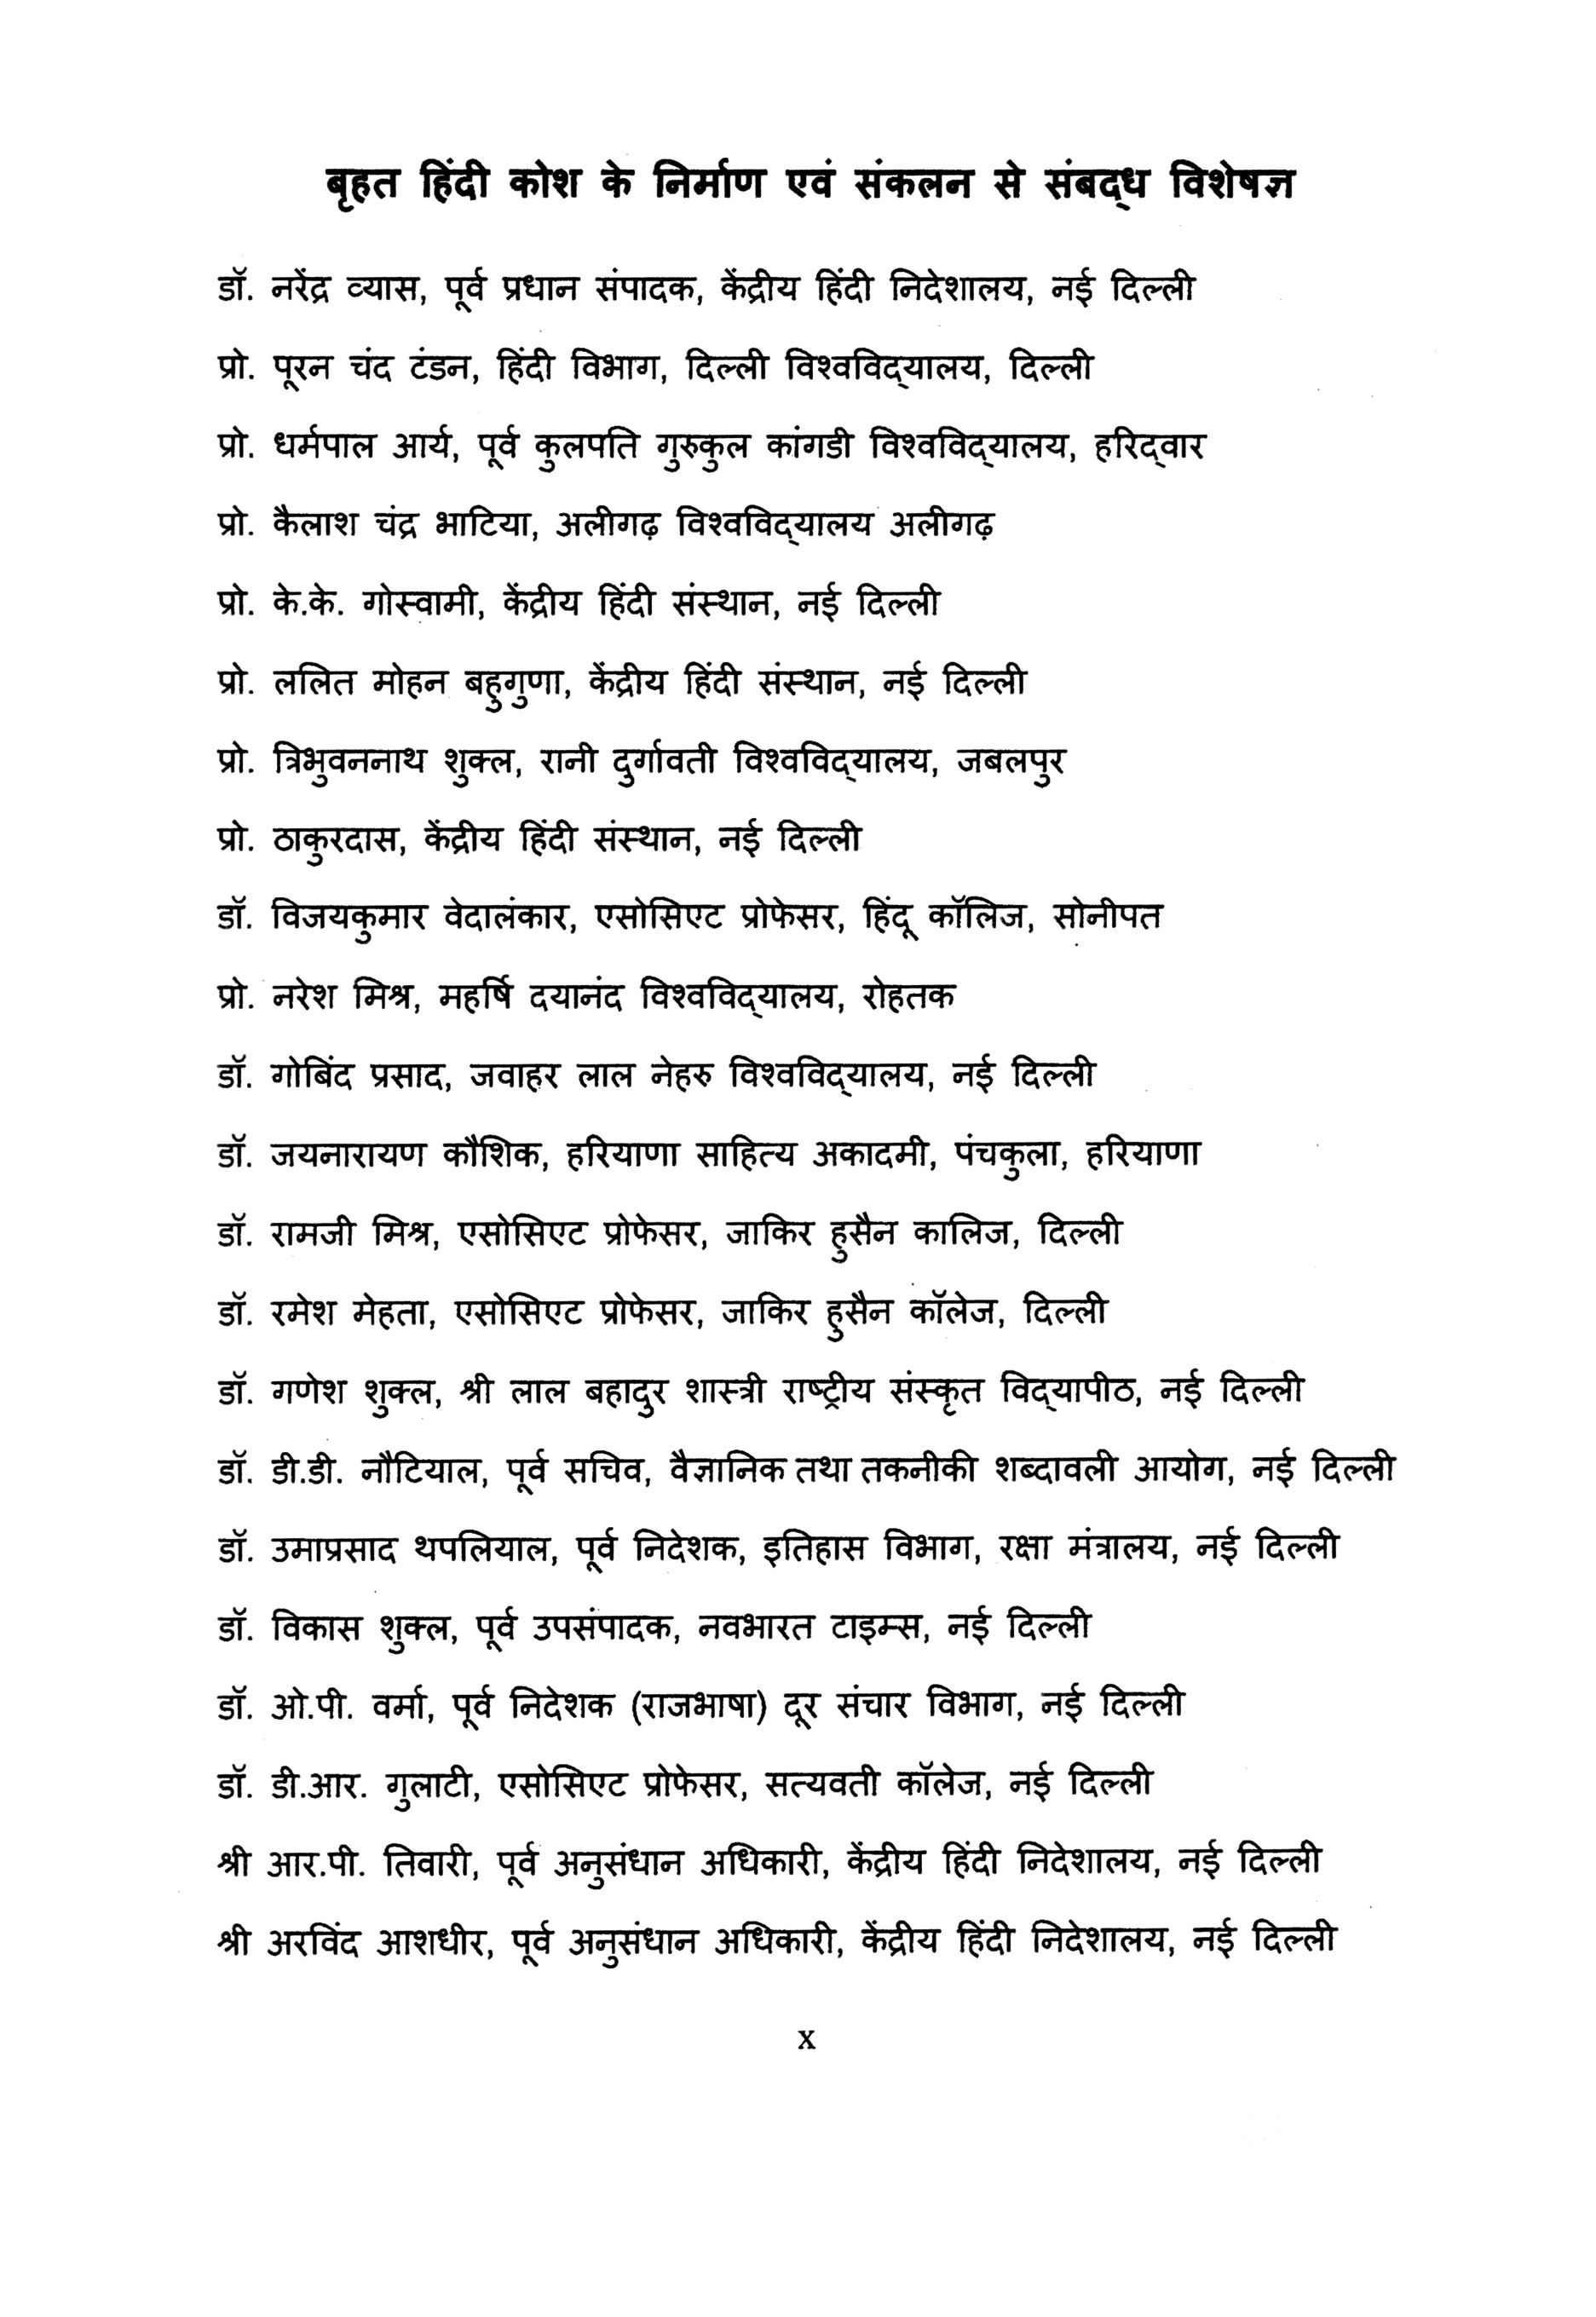 बृहत हिंदी कोश के निर्माण एवं संकलन से संबद्ध विशेषज्ञ
डॉ. नरेंद्र व्यास, पूर्व प्रधान संपादक, केंद्रीय हिंदी निदेशालय, नई दिल्ली
प्रो. पूरन चंद टंडन, हिंदी विभाग, दिल्ली विश्वविद्यालय, दिल्ली
प्रो. धर्मपाल आर्य, पूर्व कुलपति गुरुकुल कांगडी विश्वविद्यालय, हरिद्वार
प्रो. कैलाश चंद्र भाटिया, अलीगढ़ विश्वविद्यालय अलीगढ़
प्रो. के.के. गोस्वामी, केंद्रीय हिंदी संस्थान, नई दिल्ली
प्रो. ललित मोहन बहुगुणा, केंद्रीय हिंदी संस्थान, नई दिल्ली
प्रो. त्रिभुवननाथ शुक्ल, रानी दुर्गावती विश्वविद्यालय, जबलपुर
प्रो. ठाकुरदास, केंद्रीय हिंदी संस्थान, नई दिल्ली
डॉ. विजयकुमार वेदालंकार, एसोसिएट प्रोफेसर, हिंदू कॉलिज, सोनीपत
प्रो. नरेश मिश्र, महर्षि दयानंद विश्वविद्यालय, रोहतक
डॉ. गोबिंद प्रसाद, जवाहर लाल नेहरु विश्वविद्यालय, नई दिल्ली
डॉ. जयनारायण कौशिक, हरियाणा साहित्य अकादमी, पंचकुला, हरियाणा
डॉ. रामजी मिश्र, एसोसिएट प्रोफेसर, जाकिर हुसैन कालिज, दिल्ली
डॉ. रमेश मेहता, एसोसिएट प्रोफेसर, जाकिर हुसैन कॉलेज, दिल्ली
डॉ. गणेश शुक्ल, श्री लाल बहादुर शास्त्री राष्ट्रीय संस्कृत विद्यापीठ, नई दिल्ली
डॉ. डी.डी. नौटियाल, पूर्व सचिव, वैज्ञानिक तथा तकनीकी शब्दावली आयोग, नई दिल्ली
डॉ. उमाप्रसाद थपलियाल, पूर्व निदेशक, इतिहास विभाग, रक्षा मंत्रालय, नई दिल्ली
डॉ. विकास शुक्ल, पूर्व उपसंपादक, नवभारत टाइम्स, नई दिल्ली
डॉ. ओ.पी. वर्मा, पूर्व निदेशक (राजभाषा) दूर संचार विभाग, नई दिल्ली
डॉ. डी.आर. गुलाटी, एसोसिएट प्रोफेसर, सत्यवती कॉलेज, नई दिल्ली
श्री आर.पी. तिवारी, पूर्व अनुसंधान अधिकारी, केंद्रीय हिंदी निदेशालय, नई दिल्ली
श्री अरविंद आशधीर, पूर्व अनुसंधान अधिकारी, केंद्रीय हिंदी निदेशालय, नई दिल्ली
x